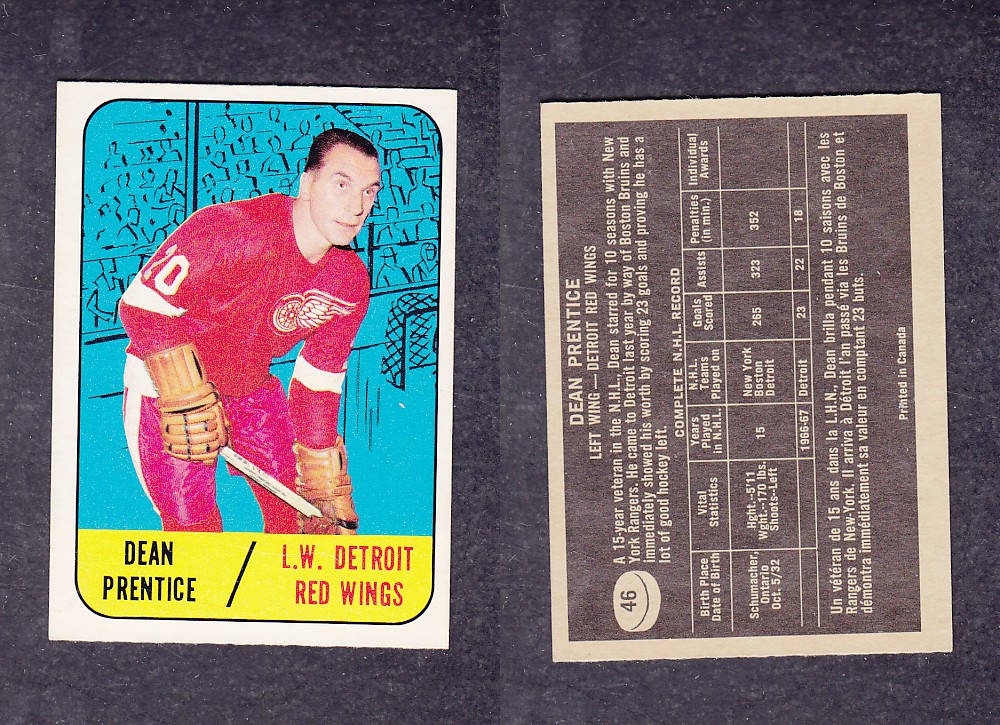 20
DEAN
PRENTICE
L.W. DETROIT
RED WINGS
46
DEAN PRENTICE
LEFT WING — DETROIT RED WINGS
A 15-year veteran in the N.H.L., Dean starred for 10 seasons with New
York Rangers. He came to Detroit last year by way of Boston Bruins and
immediately showed his worth by scoring 23 goals and proving he has a
lot of good hockey left.
COMPLETE N.H.L. RECORD
Birth Place
Date of Birth
Vital
Statistics
Years
Played
in N.H.L.
N.H.L.
Teams
Played on
Goals
Scored
Assists
Penalties
(in min.)
Individual
Awards
Schumacher,
Ontario
Oct. 5/32
Hght.--5'11
Wght.-170 lbs.
Shoots--Left
15
New York
Boston
Detroit
265
323
352
1966-67
Detroit
23
22
18
Un vétéran de 15 ans dans la L.H.N., Dean brilla pendant 10 saisons avec les
Rangers de New-York. Il arriva à Détroit l'an passé via les Bruins de Boston et
démontra immédiatement sa valeur en comptant 23 buts.
Printed in Canada